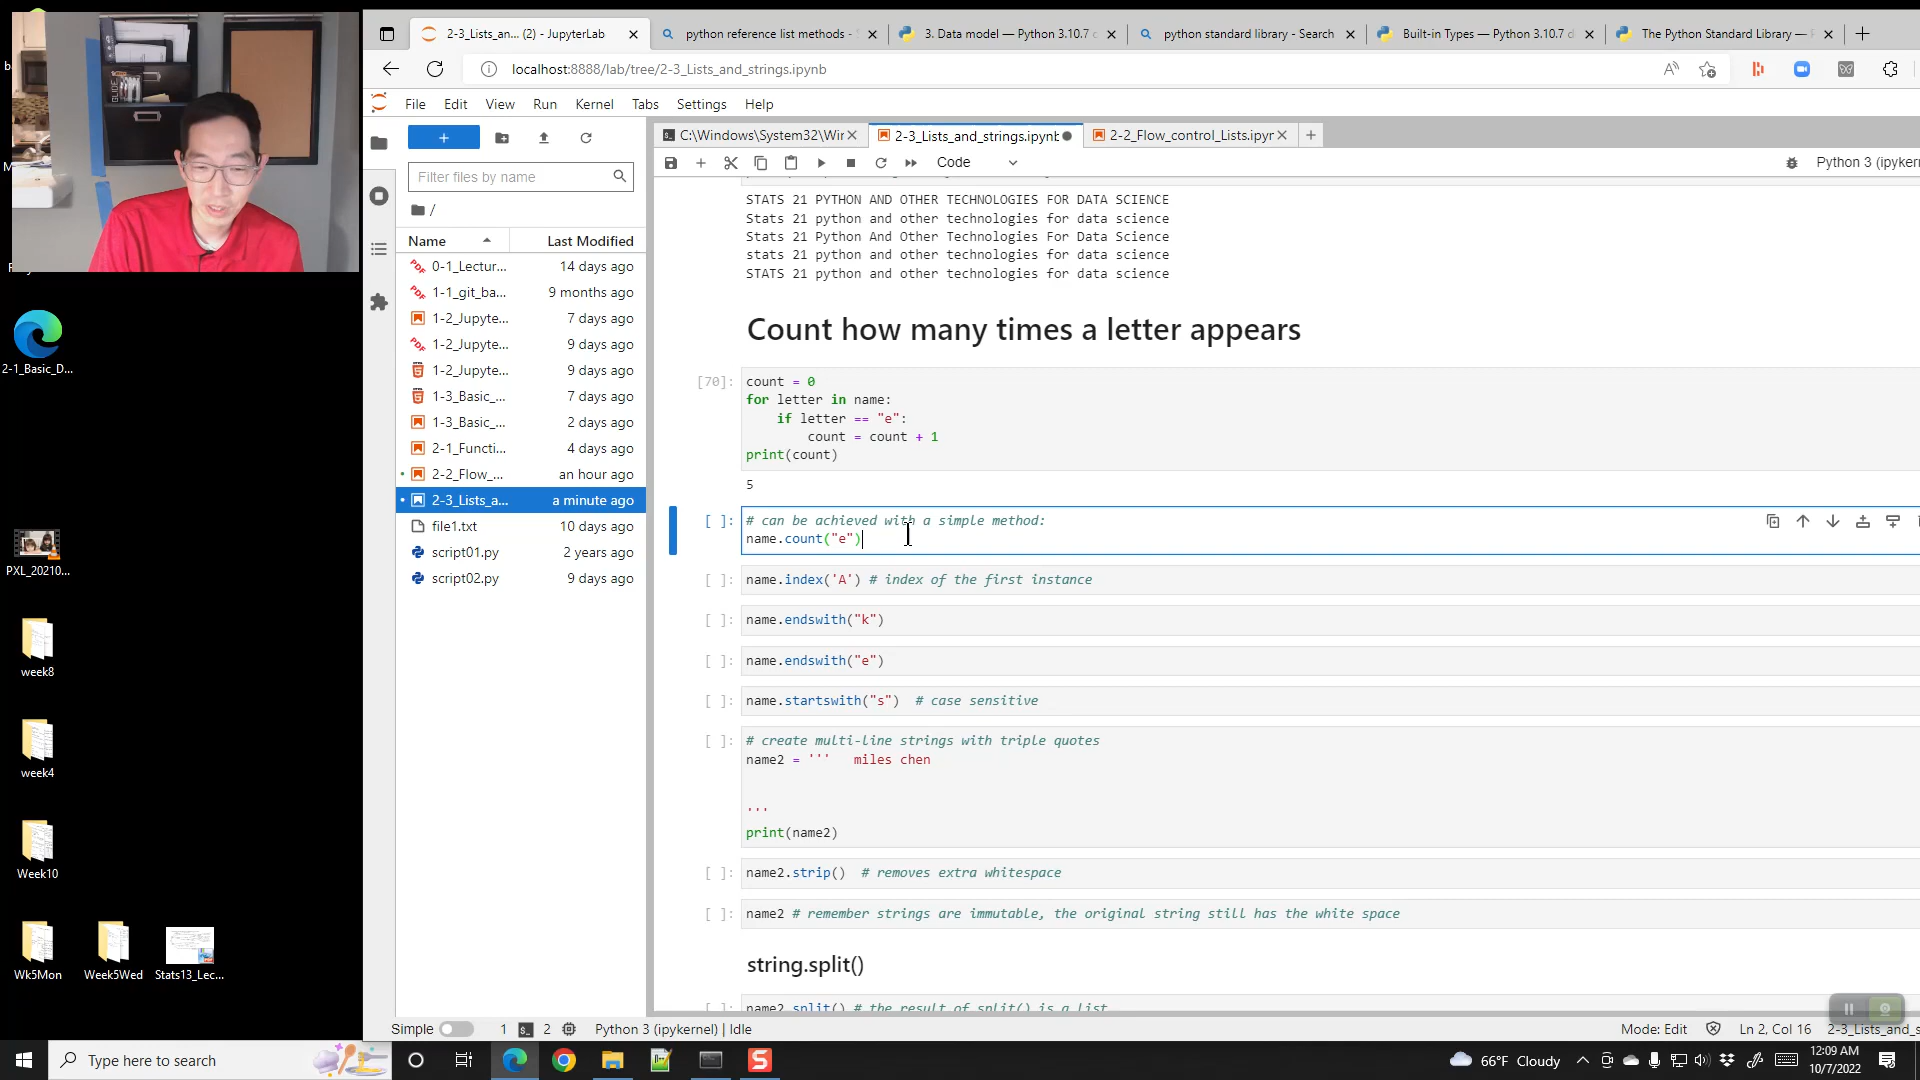 2-3_Lists_an... (2) - JupyterLab
python reference list methods -
3. Data model — Python 3.10.7 c
python standard library - Search
Built-in Types — Python 3.10.7 d
The Python Standard Library —
localhost:8888/lab/tree/2-3_Lists_and_strings.ipynb
File Edit View Run Kernel Tabs Settings Help
C:\Windows\System32\Wir
2-3_Lists_and_strings.ipynb
2-2_Flow_control_Lists.ipyr
Code
Python 3 (ipykern
Filter files by name
/
Name Last Modified
0-1_Lectur... 14 days ago
1-1_git_ba... 9 months ago
1-2_Jupyte... 7 days ago
1-2_Jupyte... 9 days ago
1-2_Jupyte... 9 days ago
1-3_Basic_... 7 days ago
1-3_Basic_... 2 days ago
2-1_Functi... 4 days ago
2-2_Flow_... an hour ago
2-3_Lists_a... a minute ago
file1.txt 10 days ago
script01.py 2 years ago
script02.py 9 days ago
STATS 21 PYTHON AND OTHER TECHNOLOGIES FOR DATA SCIENCE
Stats 21 python and other technologies for data science
Stats 21 Python And Other Technologies For Data Science
stats 21 python and other technologies for data science
STATS 21 python and other technologies for data science
Count how many times a letter appears
[70]: count = 0
for letter in name:
if letter == "e":
count = count + 1
print(count)
5
[ ]: # can be achieved with a simple method:
name.count("e")
[ ]: name.index('A') # index of the first instance
[ ]: name.endswith("k")
[ ]: name.endswith("e")
[ ]: name.startswith("s") # case sensitive
[ ]: # create multi-line strings with triple quotes
name2 = ''' miles chen
'''
print(name2)
[ ]: name2.strip() # removes extra whitespace
[ ]: name2 # remember strings are immutable, the original string still has the white space
string.split()
[ ]: name2.split() # the result of split() is a list
Simple 1 2 Python 3 (ipykernel) | Idle
Mode: Edit Ln 2, Col 16 2-3_Lists_and_s
2-1_Basic_D...
PXL_20210...
week8
week4
Week10
Wk5Mon
Week5Wed
Stats13_Lec...
Type here to search
66°F Cloudy
12:09 AM
10/7/2022